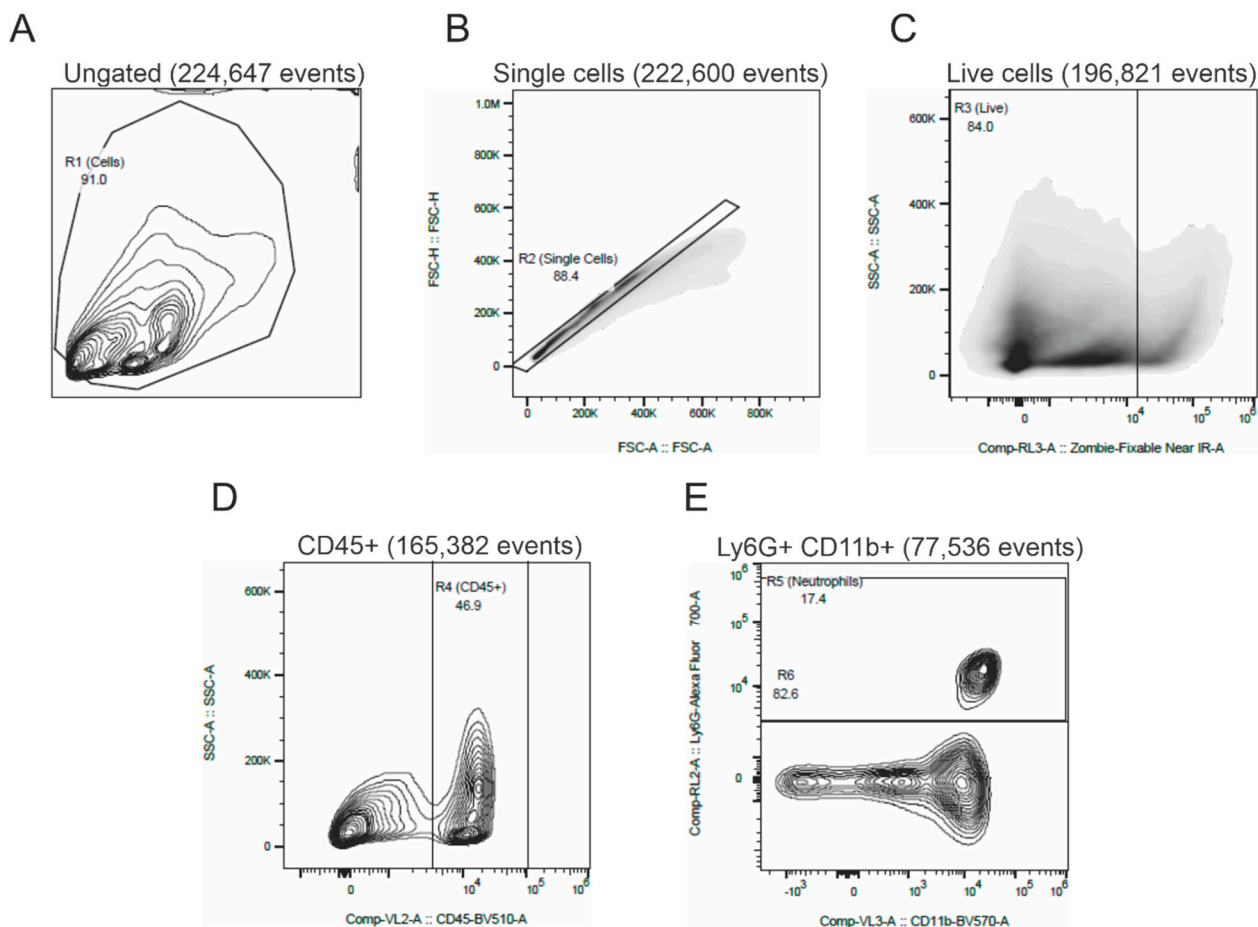 A
Ungated (224,647 events)
R1 (Cells)
91.0
B
Single cells (222,600 events)
1.0M
800K
600K
400K
200K
0
FSC-H :: FSC-H
R2 (Single Cells)
88.4
0 200K 400K 600K 800K
FSC-A :: FSC-A
C
Live cells (196,821 events)
R3 (Live)
84.0
600K
400K
200K
0
SSC-A :: SSC-A
0 10^4 10^5 10^6
Comp-RL3-A :: Zombie-Fixable Near IR-A
D
CD45+ (165,382 events)
R4 (CD45+)
46.9
600K
400K
200K
0
SSC-A :: SSC-A
0 10^4 10^5 10^6
Comp-VL2-A :: CD45-BV510-A
E
Ly6G+ CD11b+ (77,536 events)
R5 (Neutrophils)
17.4
R6
82.6
10^6
10^5
10^4
0
Comp-RL2-A :: Ly6G-Alexa Fluor 700-A
-10^3 0 10^3 10^4 10^5 10^6
Comp-VL3-A :: CD11b-BV570-A